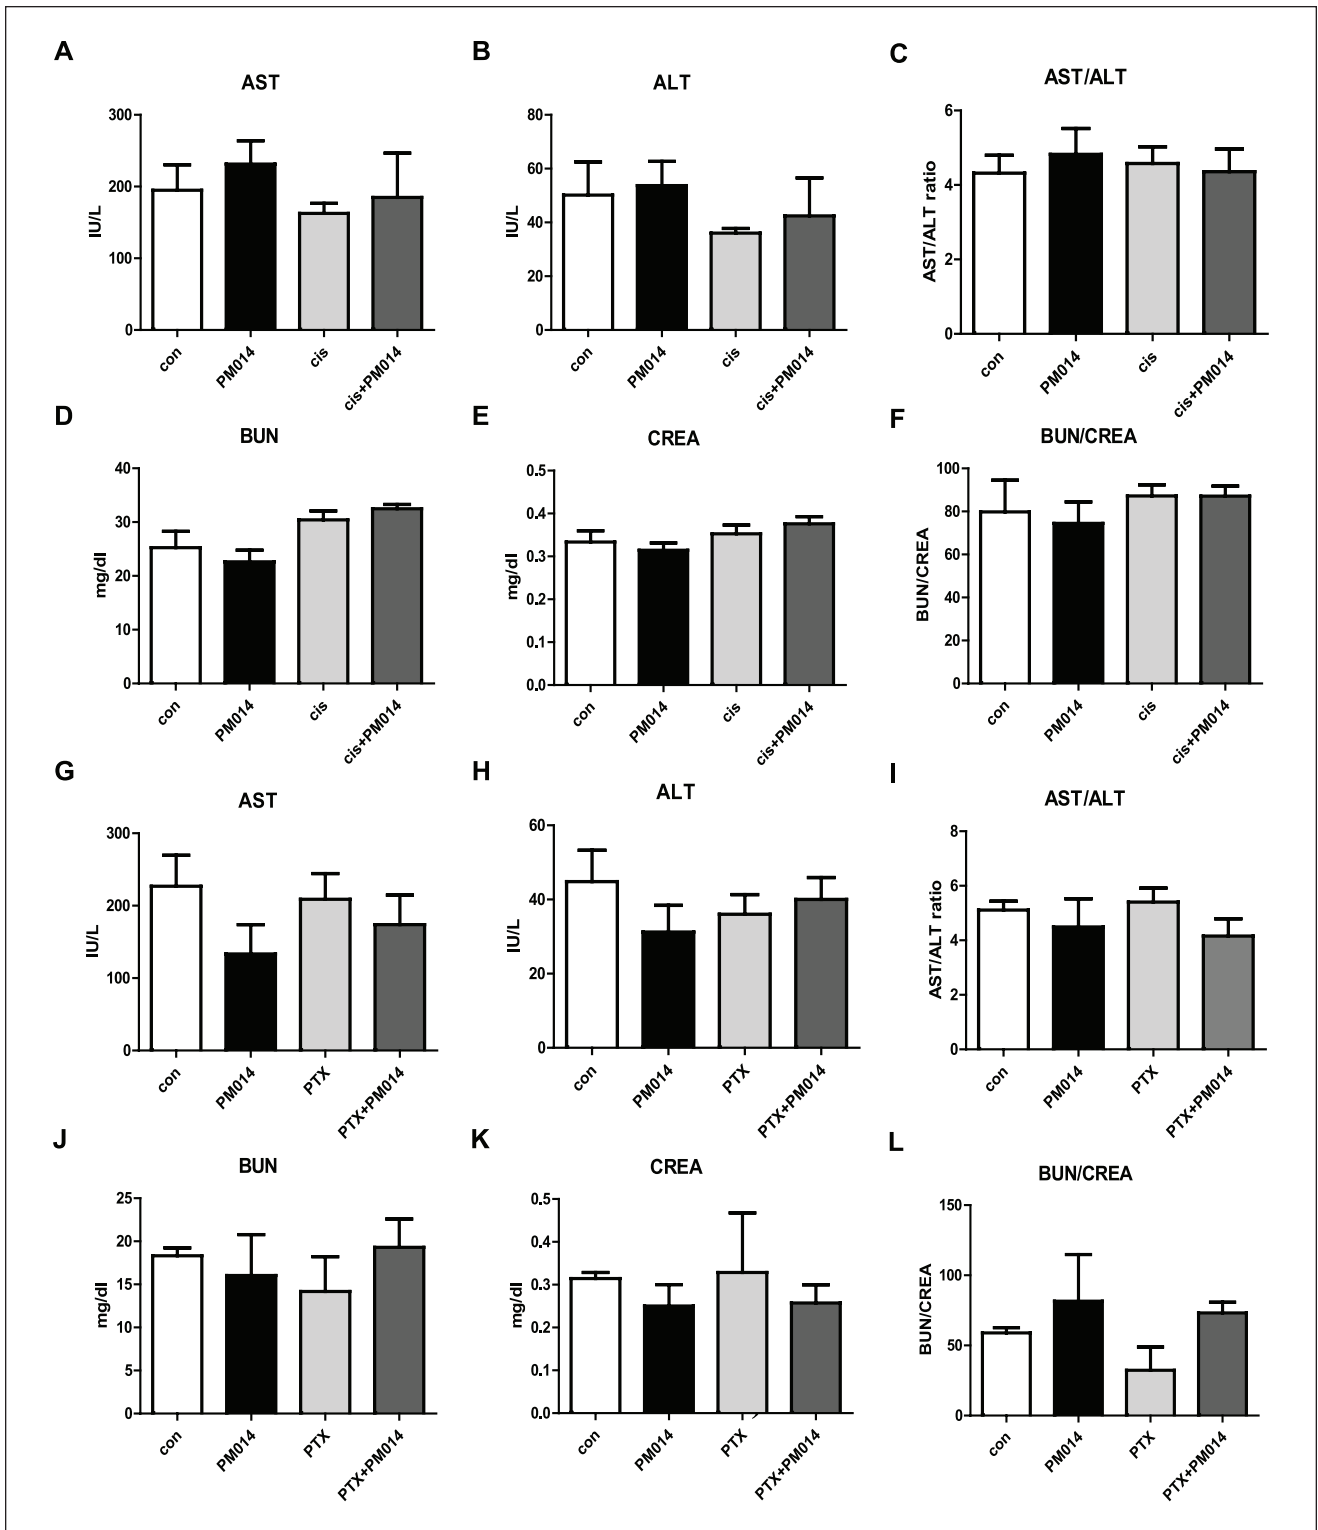 A
AST
IU/L
300
200
100
0
con
PM014
cis
cis+PM014
B
ALT
IU/L
80
60
40
20
0
con
PM014
cis
cis+PM014
C
AST/ALT
AST/ALT ratio
6
4
2
0
con
PM014
cis
cis+PM014
D
BUN
mg/dl
40
30
20
10
0
con
PM014
cis
cis+PM014
E
CREA
mg/dl
0.5
0.4
0.3
0.2
0.1
0.0
con
PM014
cis
cis+PM014
F
BUN/CREA
BUN/CREA
100
80
60
40
20
0
con
PM014
cis
cis+PM014
G
AST
IU/L
300
200
100
0
con
PM014
PTX
PTX+PM014
H
ALT
IU/L
60
40
20
0
con
PM014
PTX
PTX+PM014
I
AST/ALT
AST/ALT ratio
8
6
4
2
0
con
PM014
PTX
PTX+PM014
J
BUN
mg/dl
25
20
15
10
5
0
con
PM014
PTX
PTX+PM014
K
CREA
mg/dl
0.5
0.4
0.3
0.2
0.1
0.0
con
PM014
PTX
PTX+PM014
L
BUN/CREA
BUN/CREA
150
100
50
0
con
PM014
PTX
PTX+PM014